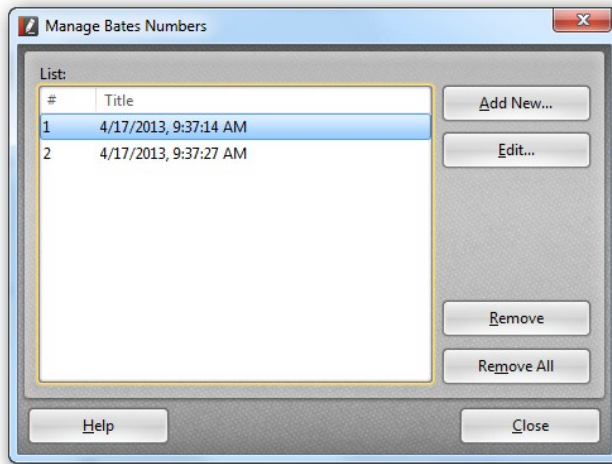 Manage Bates Numbers
List:
# Title
1 4/17/2013, 9:37:14 AM
2 4/17/2013, 9:37:27 AM
Add New...
Edit...
Remove
Remove All
Help
Close